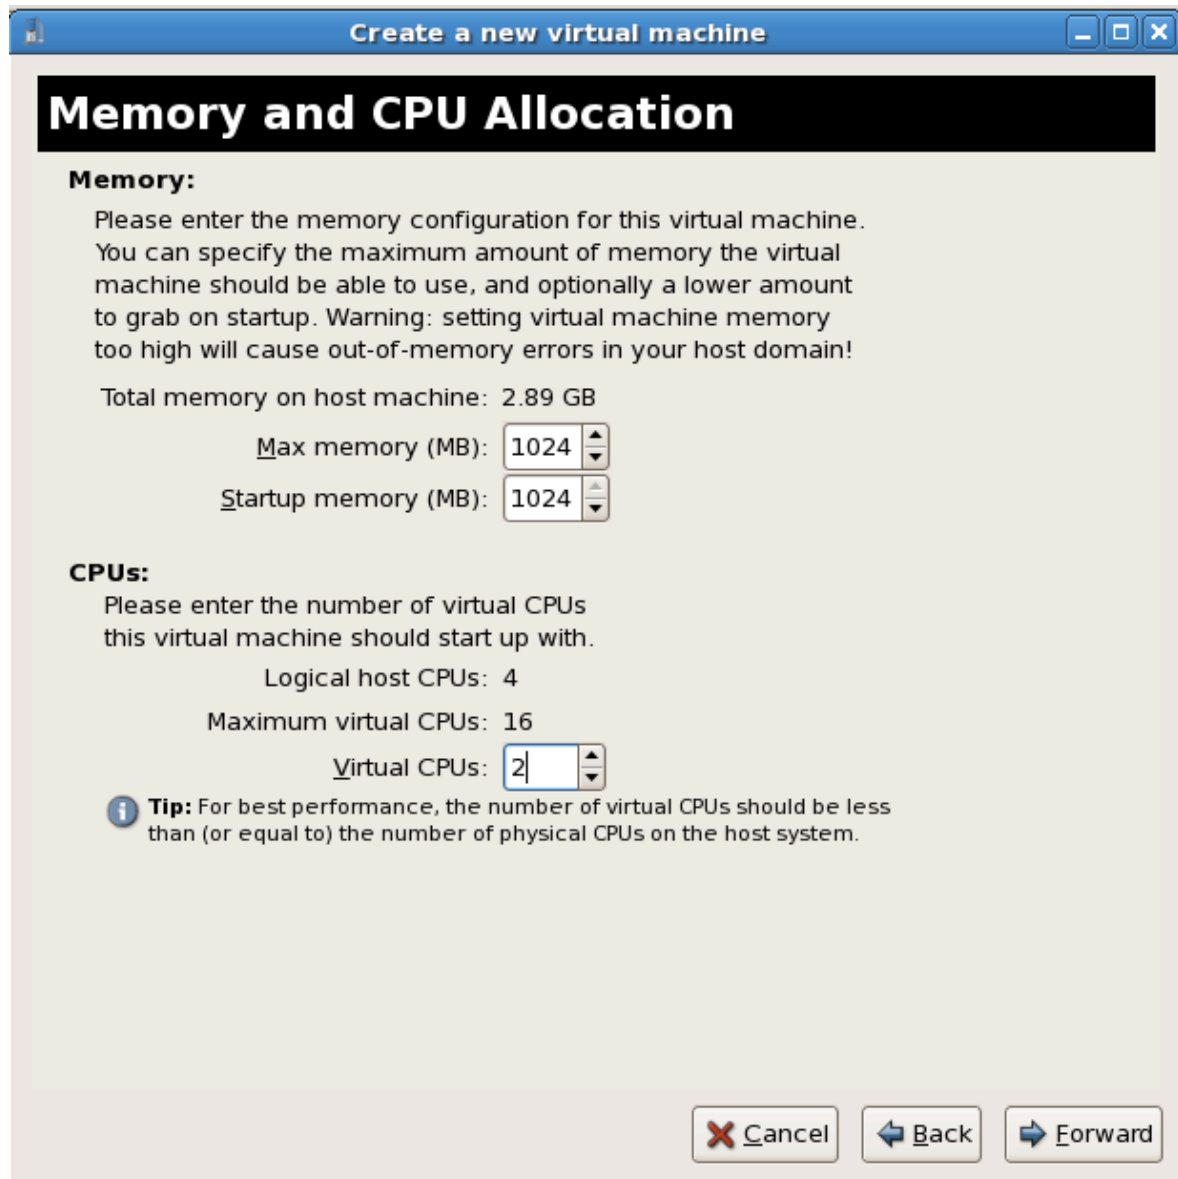 Create a new virtual machine
Memory and CPU Allocation
Memory:
Please enter the memory configuration for this virtual machine.
You can specify the maximum amount of memory the virtual
machine should be able to use, and optionally a lower amount
to grab on startup. Warning: setting virtual machine memory
too high will cause out-of-memory errors in your host domain!
Total memory on host machine: 2.89 GB
Max memory (MB): 1024
Startup memory (MB): 1024
CPUs:
Please enter the number of virtual CPUs
this virtual machine should start up with.
Logical host CPUs: 4
Maximum virtual CPUs: 16
Virtual CPUs: 2
Tip: For best performance, the number of virtual CPUs should be less
than (or equal to) the number of physical CPUs on the host system.
Cancel Back Forward